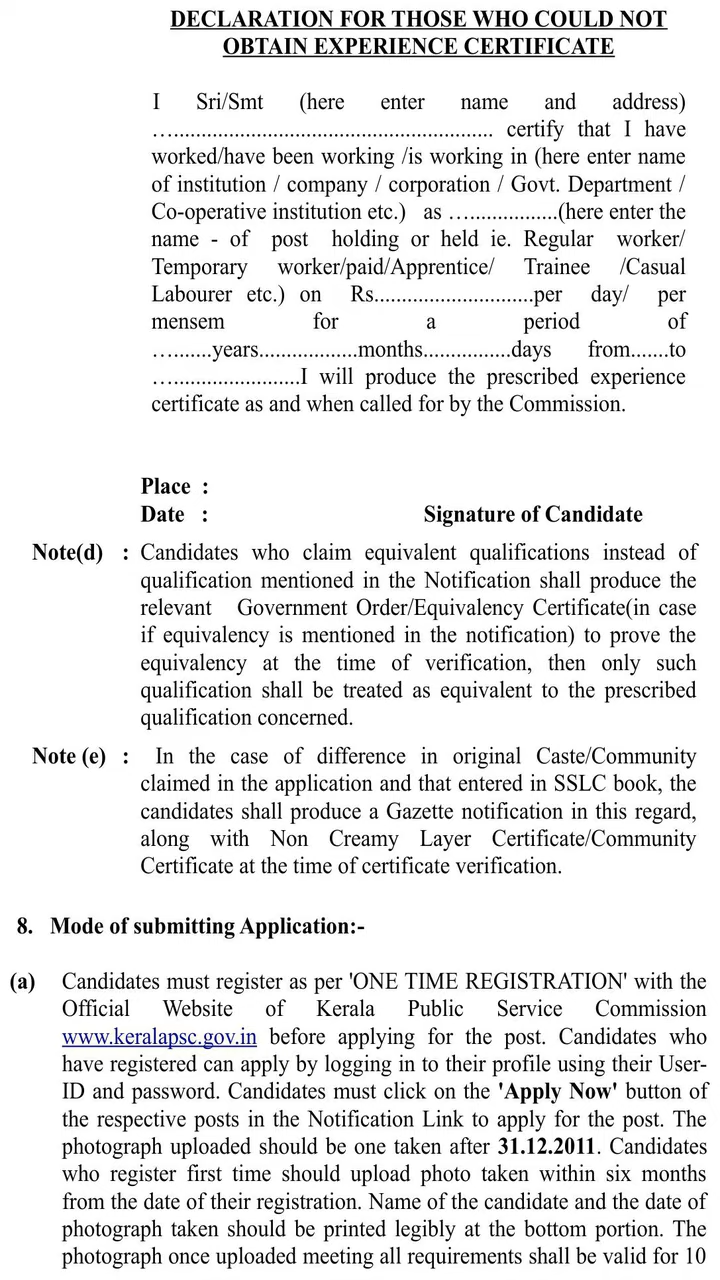 DECLARATION FOR THOSE WHO COULD NOT
OBTAIN EXPERIENCE CERTIFICATE
I Sri/Smt (here enter name and address)
…............................................................. certify that I have
worked/have been working /is working in (here enter name
of institution / company / corporation / Govt. Department /
Co-operative institution etc.) as ….................(here enter the
name - of post holding or held ie. Regular worker/
Temporary worker/paid/Apprentice/ Trainee /Casual
Labourer etc.) on Rs..............................per day/ per
mensem for a period of
….......years...................months.................days from.......to
…........................I will produce the prescribed experience
certificate as and when called for by the Commission.
Place :
Date : Signature of Candidate
Note(d) : Candidates who claim equivalent qualifications instead of
qualification mentioned in the Notification shall produce the
relevant Government Order/Equivalency Certificate(in case
if equivalency is mentioned in the notification) to prove the
equivalency at the time of verification, then only such
qualification shall be treated as equivalent to the prescribed
qualification concerned.
Note (e) : In the case of difference in original Caste/Community
claimed in the application and that entered in SSLC book, the
candidates shall produce a Gazette notification in this regard,
along with Non Creamy Layer Certificate/Community
Certificate at the time of certificate verification.
8. Mode of submitting Application:-
(a) Candidates must register as per 'ONE TIME REGISTRATION' with the
Official Website of Kerala Public Service Commission
www.keralapsc.gov.in before applying for the post. Candidates who
have registered can apply by logging in to their profile using their User-
ID and password. Candidates must click on the 'Apply Now' button of
the respective posts in the Notification Link to apply for the post. The
photograph uploaded should be one taken after 31.12.2011. Candidates
who register first time should upload photo taken within six months
from the date of their registration. Name of the candidate and the date of
photograph taken should be printed legibly at the bottom portion. The
photograph once uploaded meeting all requirements shall be valid for 10